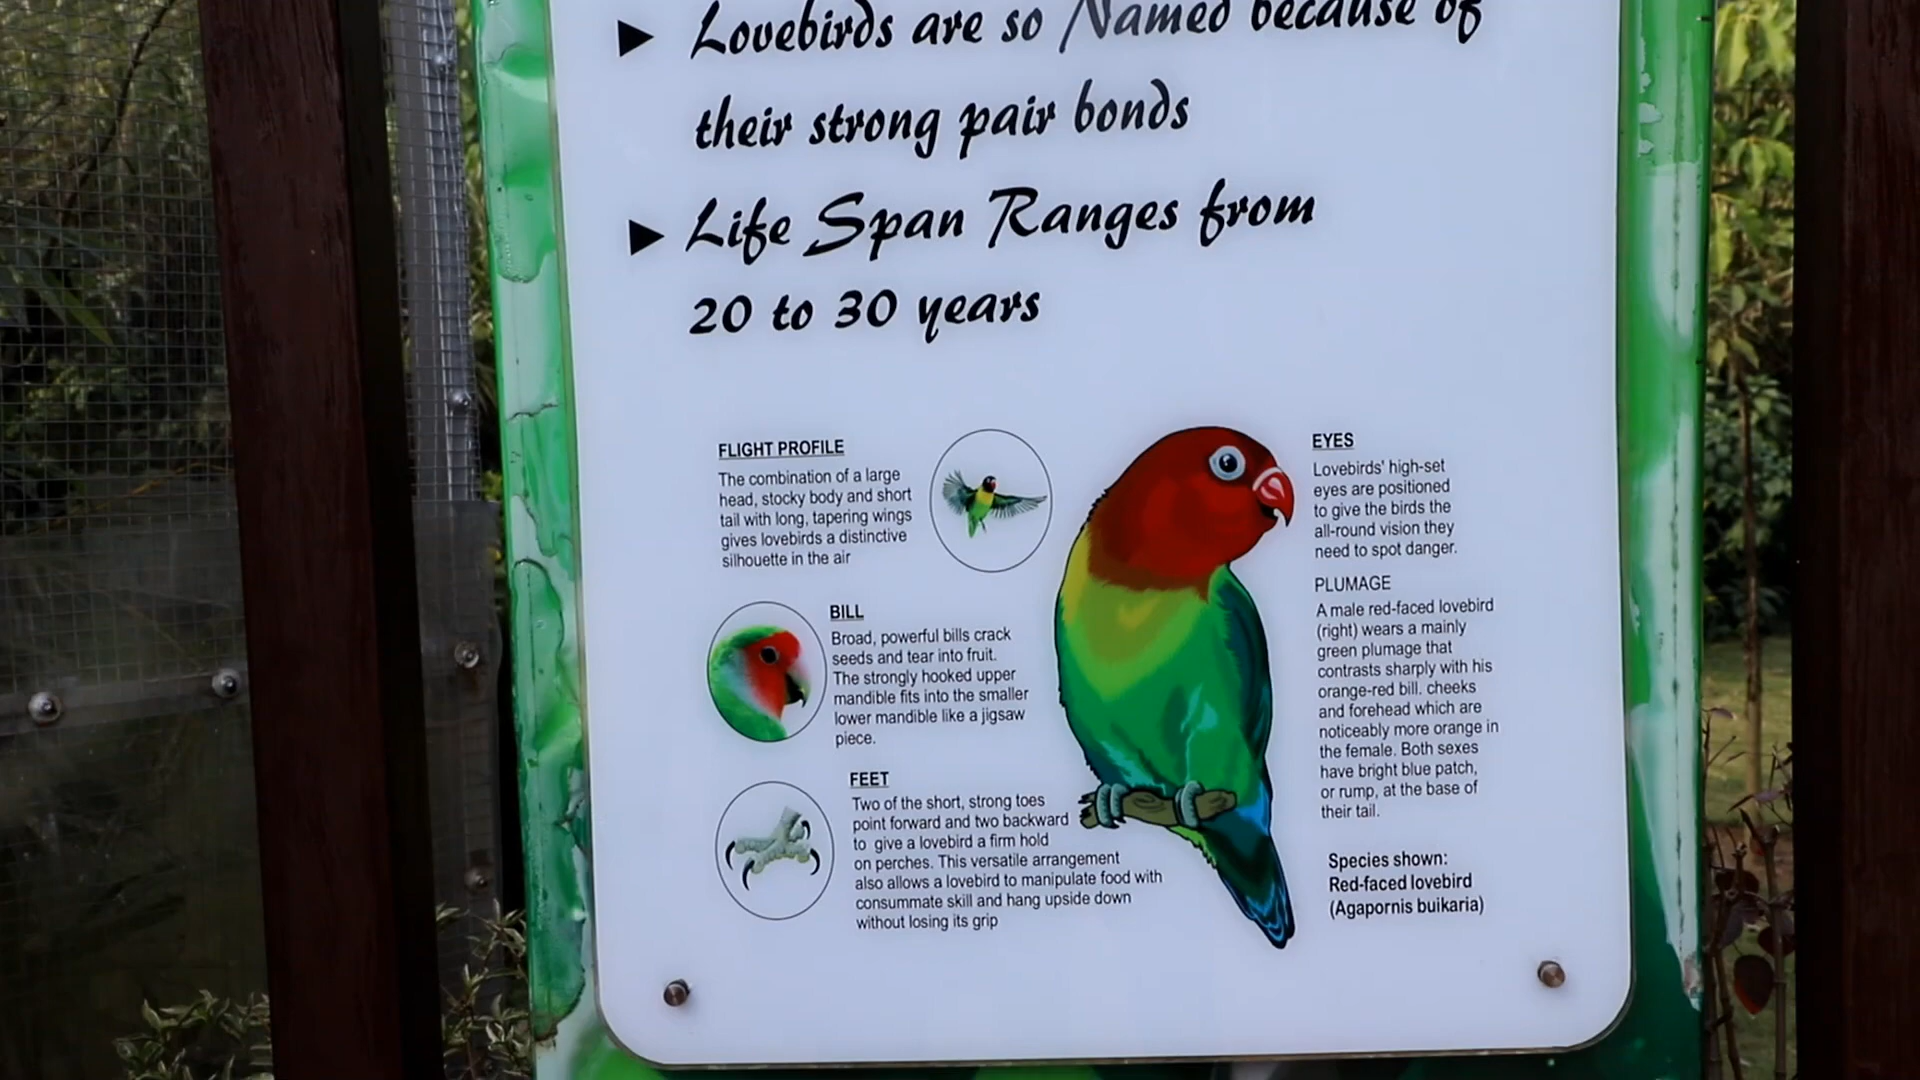 ► Lovebirds are so Named because of
their strong pair bonds
► Life Span Ranges from
20 to 30 years
FLIGHT PROFILE
The combination of a large
head, stocky body and short
tail with long, tapering wings
gives lovebirds a distinctive
silhouette in the air
BILL
Broad, powerful bills crack
seeds and tear into fruit.
The strongly hooked upper
mandible fits into the smaller
lower mandible like a jigsaw
piece.
FEET
Two of the short, strong toes
point forward and two backward
to give a lovebird a firm hold
on perches. This versatile arrangement
also allows a lovebird to manipulate food with
consummate skill and hang upside down
without losing its grip
EYES
Lovebirds' high-set
eyes are positioned
to give the birds the
all-round vision they
need to spot danger.
PLUMAGE
A male red-faced lovebird
(right) wears a mainly
green plumage that
contrasts sharply with his
orange-red bill. cheeks
and forehead which are
noticeably more orange in
the female. Both sexes
have bright blue patch,
or rump, at the base of
their tail.
Species shown:
Red-faced lovebird
(Agapornis buikaria)